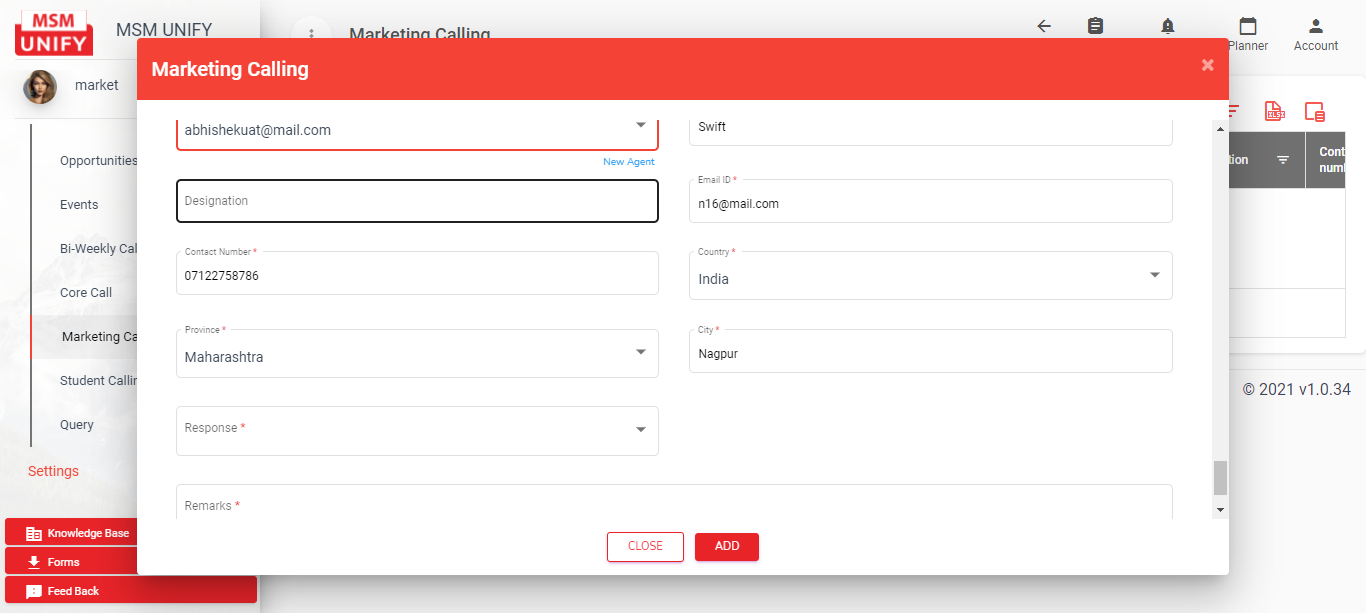 MSM
UNIFY
MSM UNIFY
Marketing Calling
Planner
Account
Marketing Calling
×
market
abhishekuat@mail.com
Swift
New Agent
Opportunities
Events
Bi-Weekly Cal
Core Call
Marketing Ca
Student Callin
Query
Settings
Knowledge Base
Forms
Feed Back
Designation
Email ID *
n16@mail.com
Contact Number *
07122758786
Country *
India
Province *
Maharashtra
City *
Nagpur
Response *
Remarks *
CLOSE
ADD
XLSX
tion
Cont
numb
© 2021 v1.0.34